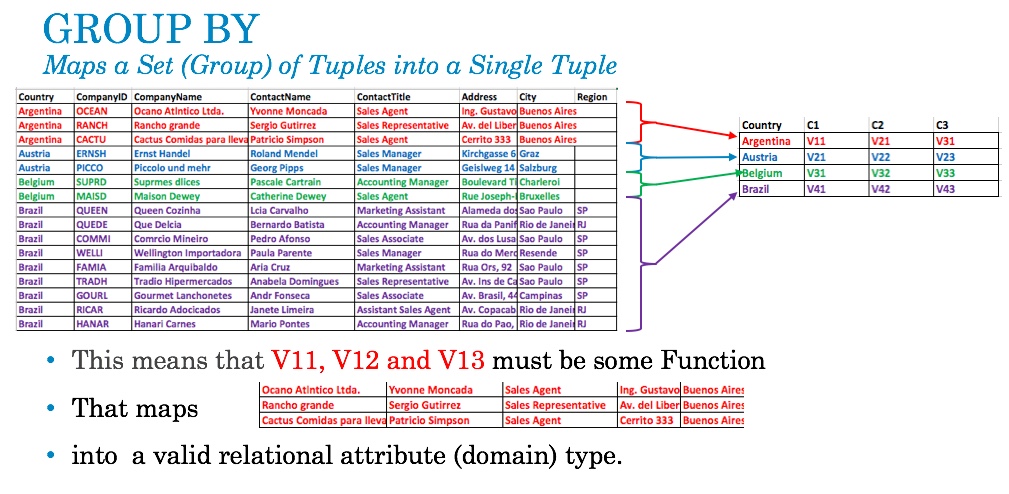 GROUP BY
Maps a Set (Group) of Tuples into a Single Tuple
Country CompanyID CompanyName ContactName ContactTitle Address City Region
Argentina OCEAN Ocano Atlntico Ltda. Yvonne Moncada Sales Agent Ing. Gustavo Buenos Aires
Argentina RANCH Rancho grande Sergio Gutirrez Sales Representative Av. del Liber Buenos Aires
Argentina CACTU Cactus Comidas para lleva Patricio Simpson Sales Agent Cerrito 333 Buenos Aires
Austria ERNSH Ernst Handel Roland Mendel Sales Manager Kirchgasse 6 Graz
Austria PICCO Piccolo und mehr Georg Pipps Sales Manager Geislweg 14 Salzburg
Belgium SUPRD Suprmes dlices Pascale Cartrain Accounting Manager Boulevard Ti Charleroi
Belgium MAISD Maison Dewey Catherine Dewey Sales Agent Rue Joseph-B Bruxelles
Brazil QUEEN Queen Cozinha Lcia Carvalho Marketing Assistant Alameda dos Sao Paulo SP
Brazil QUEDE Que Delcia Bernardo Batista Accounting Manager Rua da Panif Rio de Janeir RJ
Brazil COMMI Comrcio Mineiro Pedro Afonso Sales Associate Av. dos Lusa Sao Paulo SP
Brazil WELLI Wellington Importadora Paula Parente Sales Manager Rua do Merc Resende SP
Brazil FAMIA Familia Arquibaldo Aria Cruz Marketing Assistant Rua Ors, 92 Sao Paulo SP
Brazil TRADH Tradio Hipermercados Anabela Domingues Sales Representative Av. Ins de Ca Sao Paulo SP
Brazil GOURL Gourmet Lanchonetes Andr Fonseca Sales Associate Av. Brasil, 44 Campinas SP
Brazil RICAR Ricardo Adocicados Janete Limeira Assistant Sales Agent Av. Copacab Rio de Janeir RJ
Brazil HANAR Hanari Carnes Mario Pontes Accounting Manager Rua do Pao, Rio de Janeir RJ
Country C1 C2 C3
Argentina V11 V21 V31
Austria V21 V22 V23
Belgium V31 V32 V33
Brazil V41 V42 V43
• This means that V11, V12 and V13 must be some Function
• That maps
Ocano Atlntico Ltda. Yvonne Moncada Sales Agent Ing. Gustavo Buenos Aires
Rancho grande Sergio Gutirrez Sales Representative Av. del Liber Buenos Aires
Cactus Comidas para lleva Patricio Simpson Sales Agent Cerrito 333 Buenos Aires
• into a valid relational attribute (domain) type.